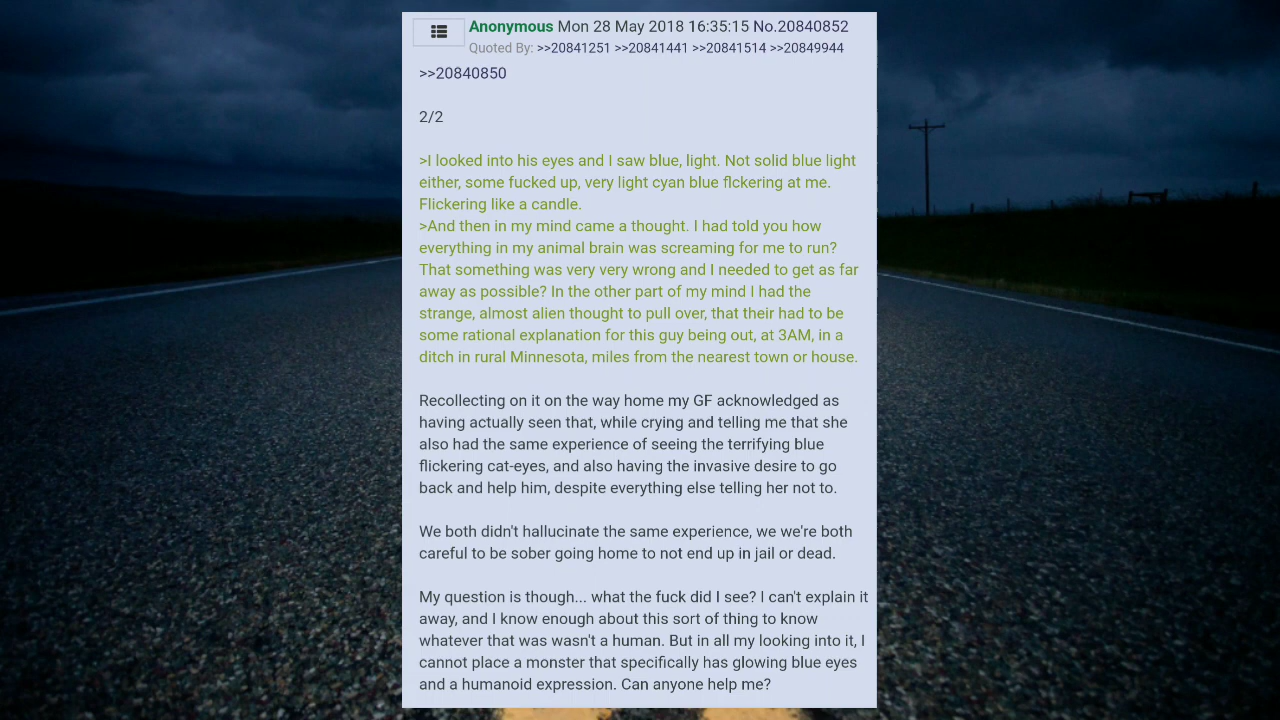 Anonymous Mon 28 May 2018 16:35:15 No.20840852
Quoted By: >>20841251 >>20841441 >>20841514 >>20849944
>>20840850
2/2
>I looked into his eyes and I saw blue, light. Not solid blue light
either, some fucked up, very light cyan blue flckering at me.
Flickering like a candle.
>And then in my mind came a thought. I had told you how
everything in my animal brain was screaming for me to run?
That something was very very wrong and I needed to get as far
away as possible? In the other part of my mind I had the
strange, almost alien thought to pull over, that their had to be
some rational explanation for this guy being out, at 3AM, in a
ditch in rural Minnesota, miles from the nearest town or house.
Recollecting on it on the way home my GF acknowledged as
having actually seen that, while crying and telling me that she
also had the same experience of seeing the terrifying blue
flickering cat-eyes, and also having the invasive desire to go
back and help him, despite everything else telling her not to.
We both didn't hallucinate the same experience, we we're both
careful to be sober going home to not end up in jail or dead.
My question is though... what the fuck did I see? I can't explain it
away, and I know enough about this sort of thing to know
whatever that was wasn't a human. But in all my looking into it, I
cannot place a monster that specifically has glowing blue eyes
and a humanoid expression. Can anyone help me?